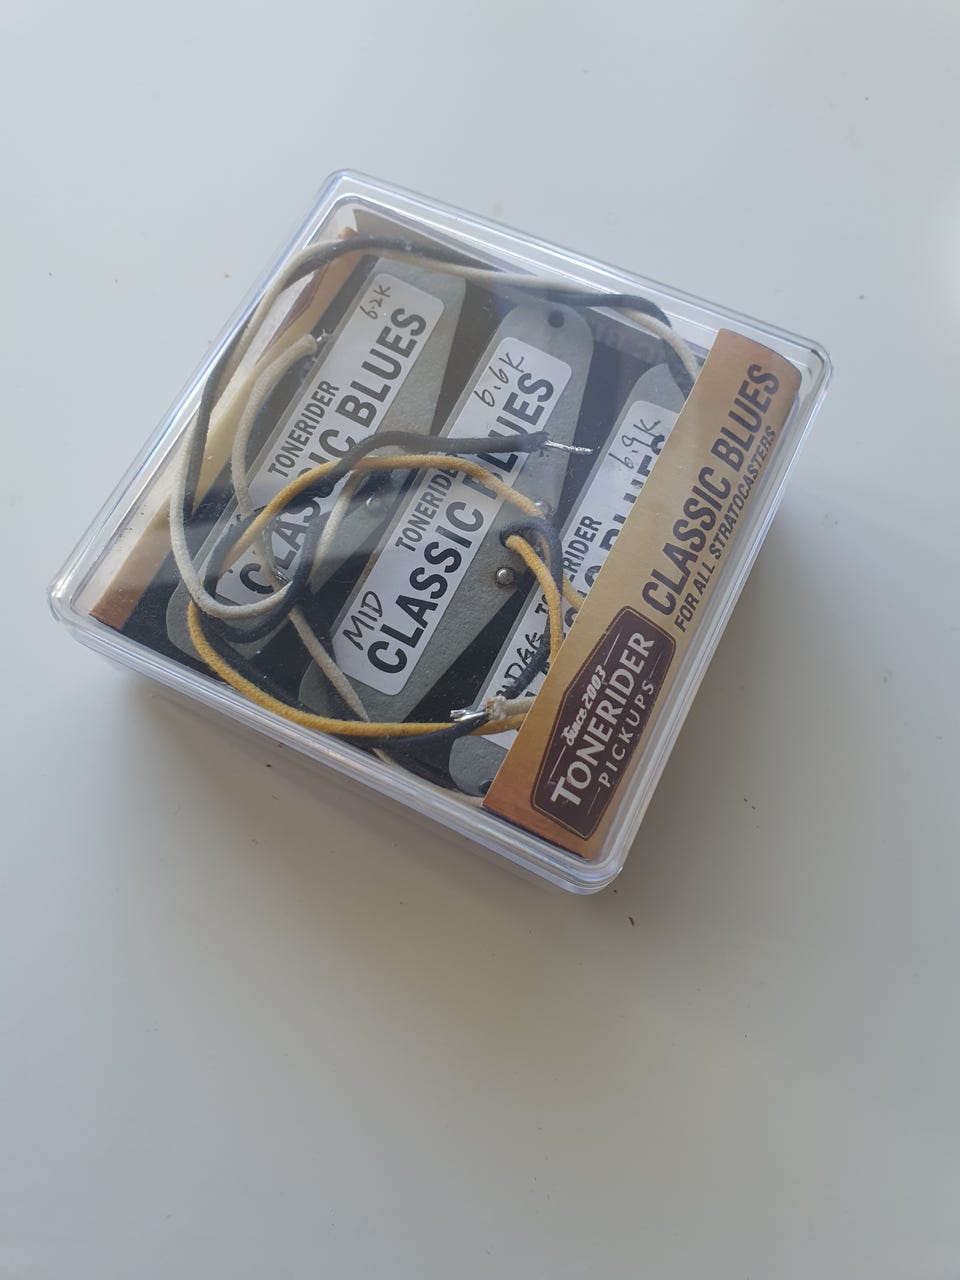 6.2K
TONERIDER
CLASSIC BLUES
6.6K
TONERIDER
MID
CLASSIC BLUES
6.9K
CLASSIC BLUES
FOR ALL STRATOCASTERS
Since 2003
TONERIDER
PICKUPS